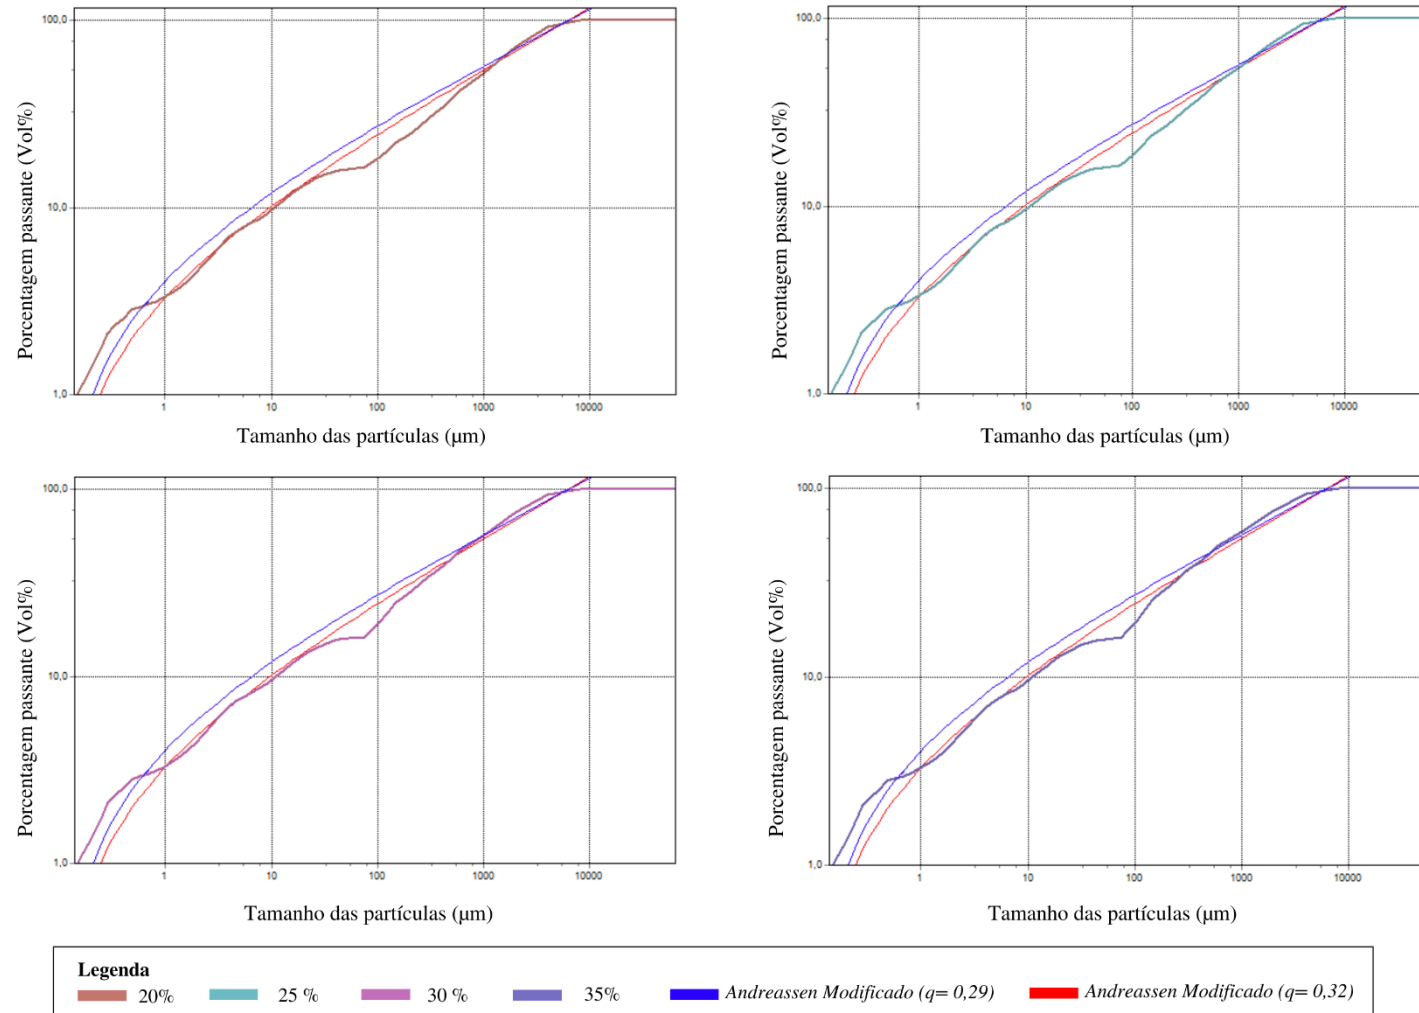 100,0
10,0
1,0
1 10 100 1000 10000
Porcentagem passante (Vol%)
Tamanho das partículas (µm)
100,0
10,0
1,0
1 10 100 1000 10000
Porcentagem passante (Vol%)
Tamanho das partículas (µm)
100,0
10,0
1,0
1 10 100 1000 10000
Porcentagem passante (Vol%)
Tamanho das partículas (µm)
100,0
10,0
1,0
1 10 100 1000 10000
Porcentagem passante (Vol%)
Tamanho das partículas (µm)
Legenda
20% 25 % 30 % 35% Andreassen Modificado (q= 0,29) Andreassen Modificado (q= 0,32)